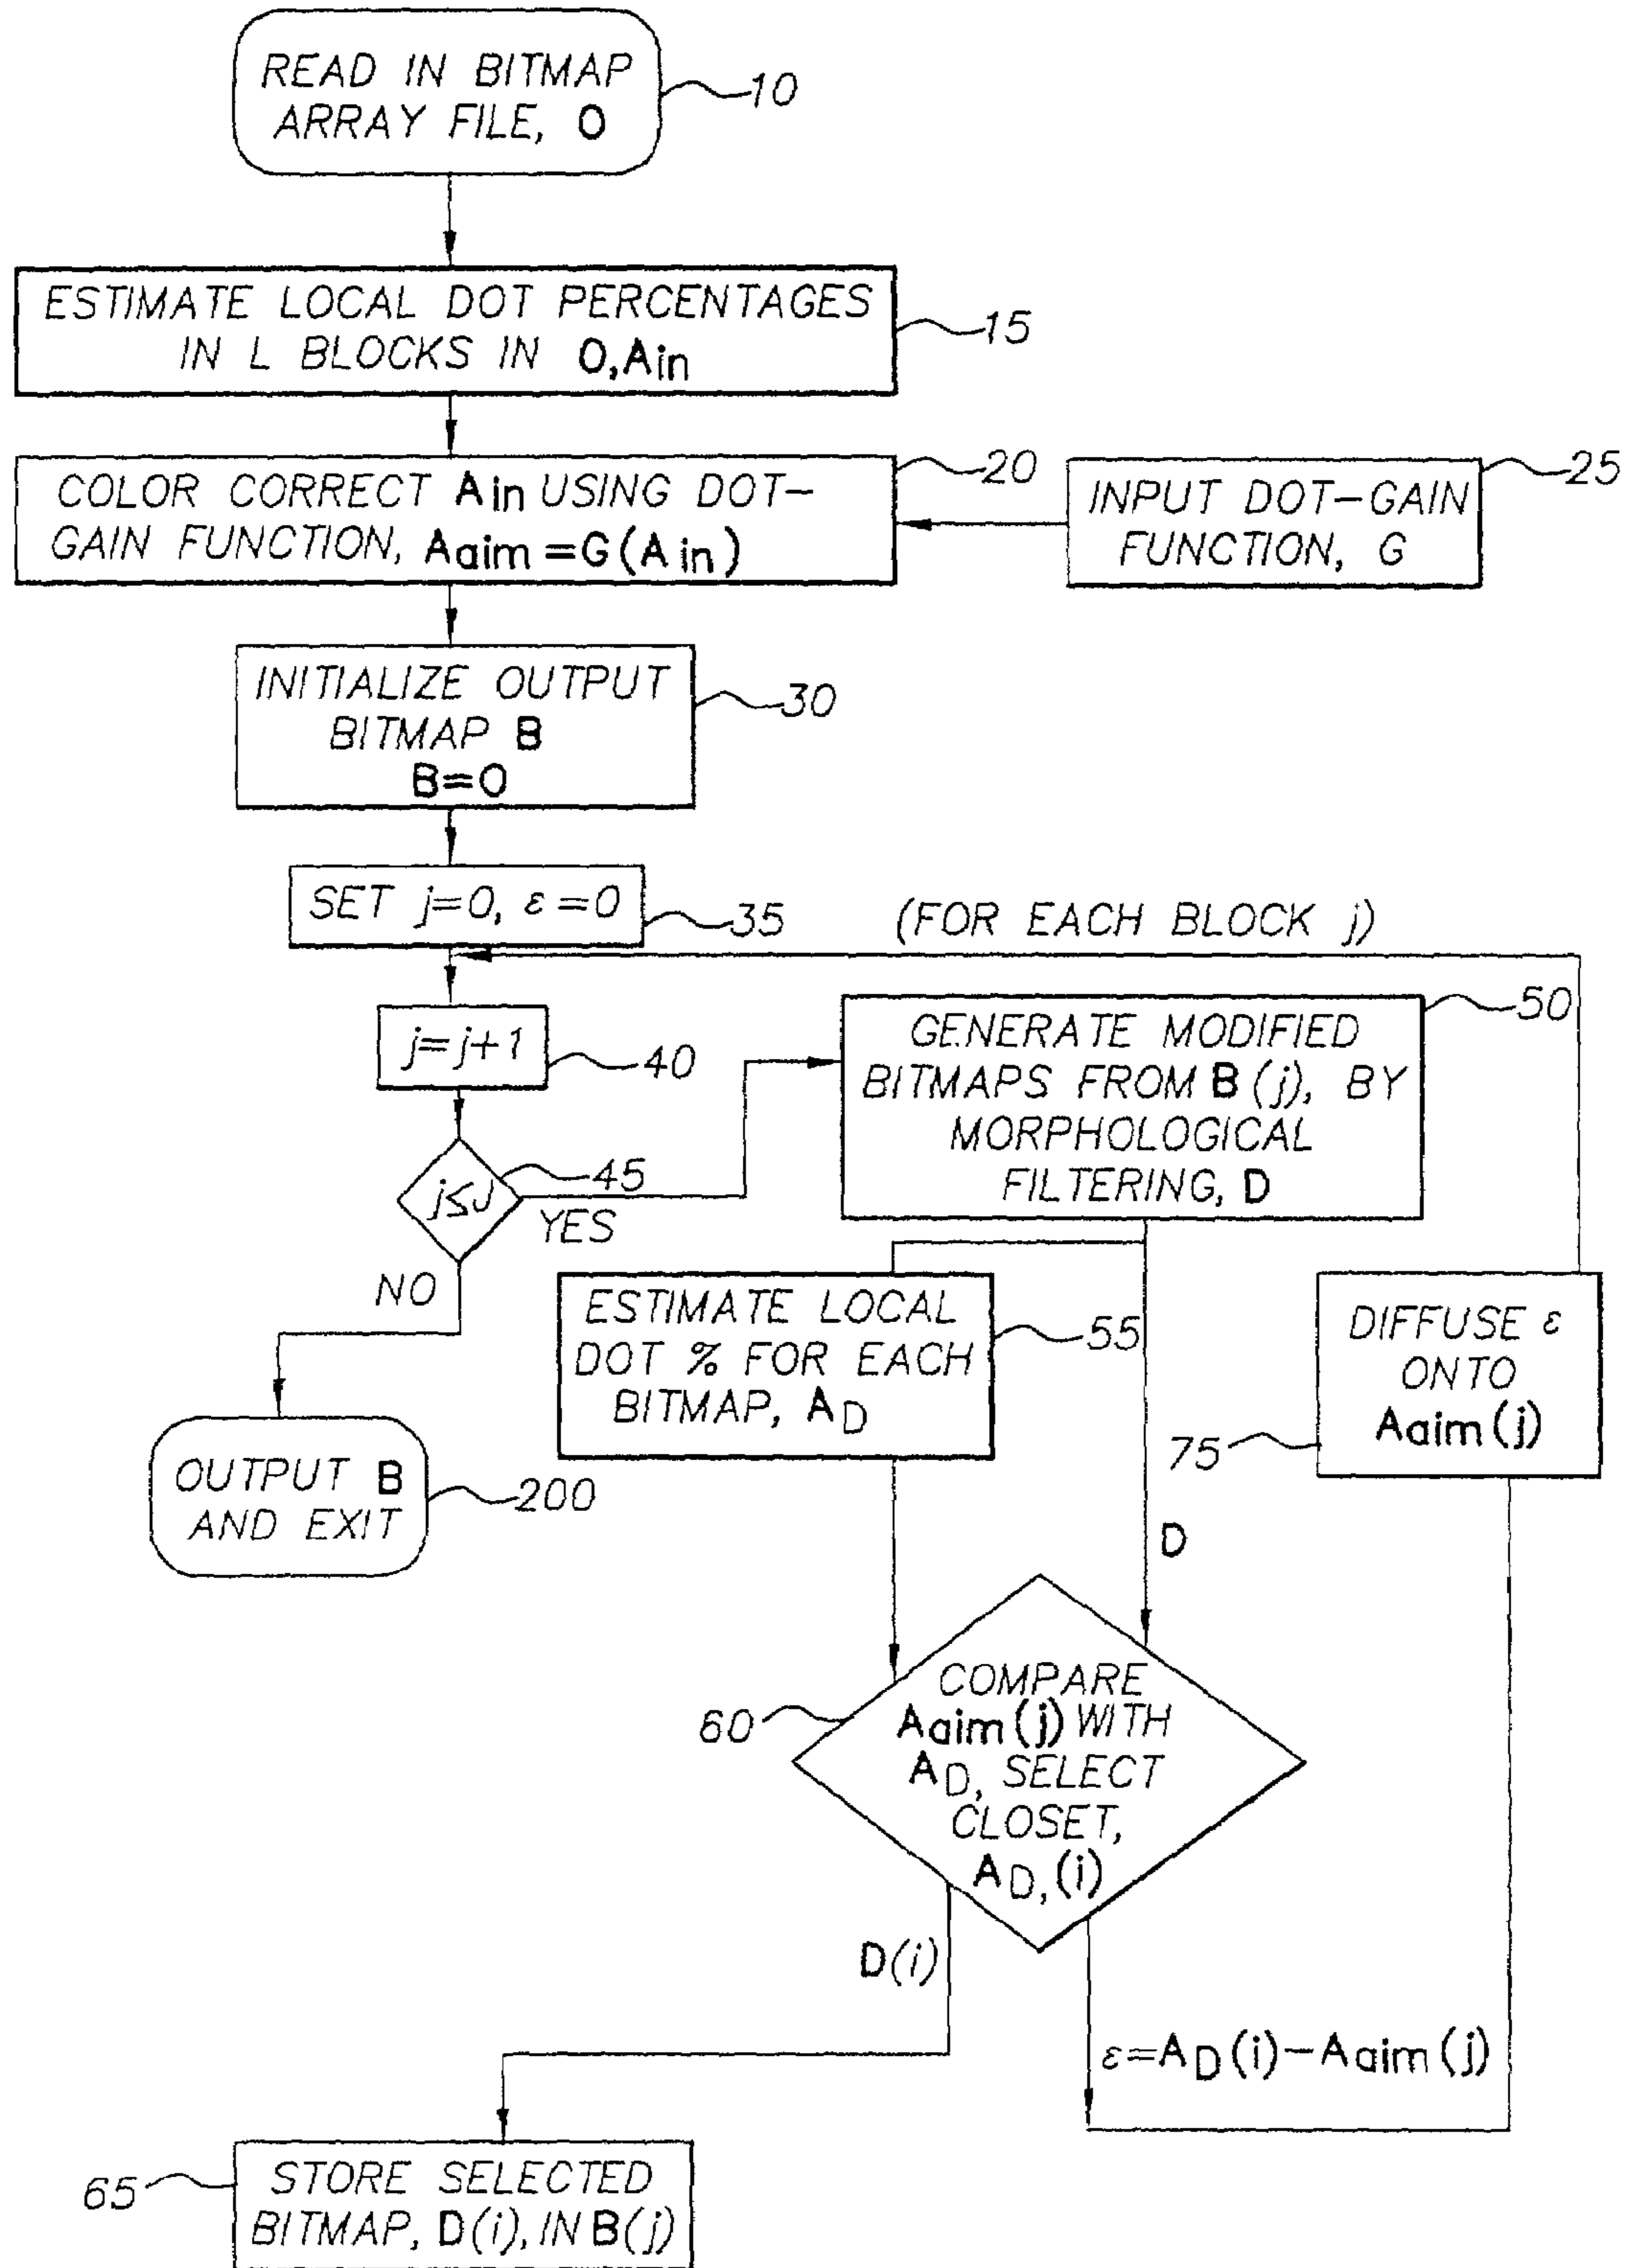 READ IN BITMAP
ARRAY FILE, O
10
ESTIMATE LOCAL DOT PERCENTAGES
IN L BLOCKS IN O, Ain
15
COLOR CORRECT Ain USING DOT-
GAIN FUNCTION, Aaim=G(Ain)
20
INPUT DOT-GAIN
FUNCTION, G
25
INITIALIZE OUTPUT
BITMAP B
B=O
30
SET j=0, ε=0
35
(FOR EACH BLOCK j)
j=j+1
40
j≤J
45
YES
NO
GENERATE MODIFIED
BITMAPS FROM B(j), BY
MORPHOLOGICAL
FILTERING, D
50
ESTIMATE LOCAL
DOT % FOR EACH
BITMAP, AD
55
DIFFUSE ε
ONTO
Aaim(j)
75
OUTPUT B
AND EXIT
200
D
COMPARE
Aaim(j) WITH
AD, SELECT
CLOSET,
AD,(i)
60
D(i)
ε=AD(i)-Aaim(j)
STORE SELECTED
BITMAP, D(i), IN B(j)
65